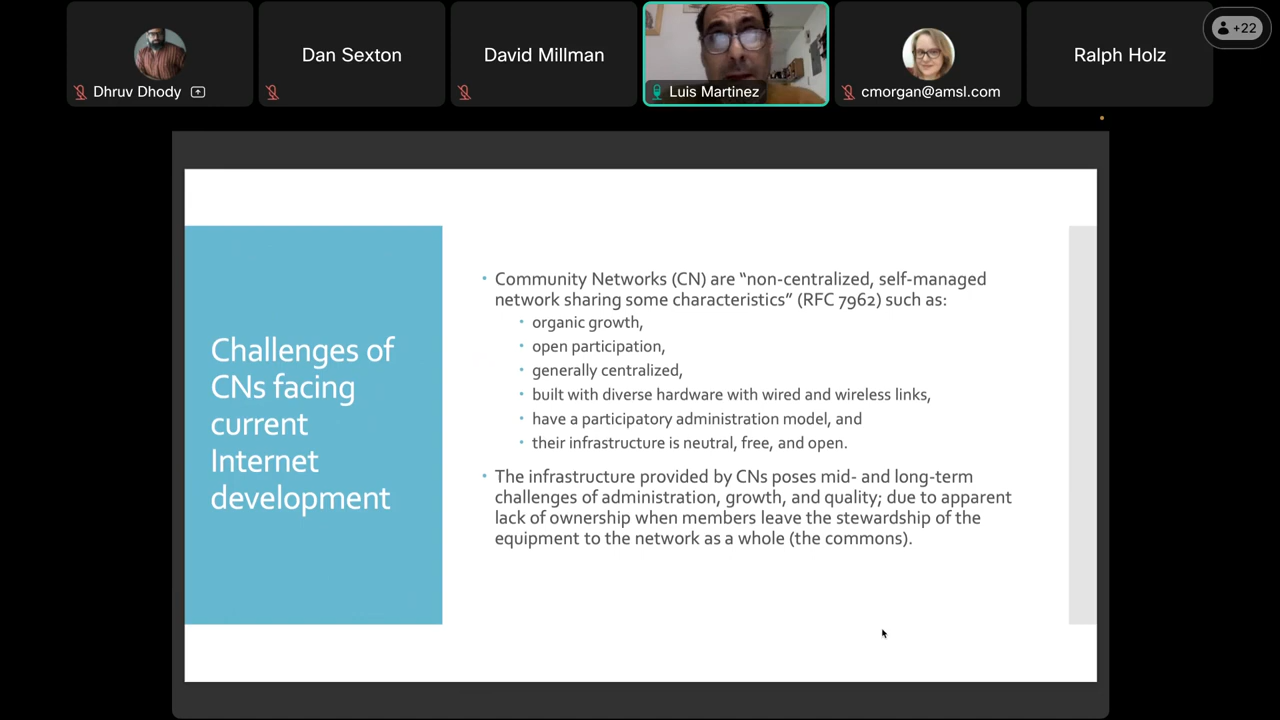 Dhruv Dhody
Dan Sexton
David Millman
Luis Martinez
cmorgan@amsl.com
Ralph Holz
+22
Challenges of
CNs facing
current
Internet
development
• Community Networks (CN) are “non-centralized, self-managed
network sharing some characteristics” (RFC 7962) such as:
• organic growth,
• open participation,
• generally centralized,
• built with diverse hardware with wired and wireless links,
• have a participatory administration model, and
• their infrastructure is neutral, free, and open.
• The infrastructure provided by CNs poses mid- and long-term
challenges of administration, growth, and quality; due to apparent
lack of ownership when members leave the stewardship of the
equipment to the network as a whole (the commons).